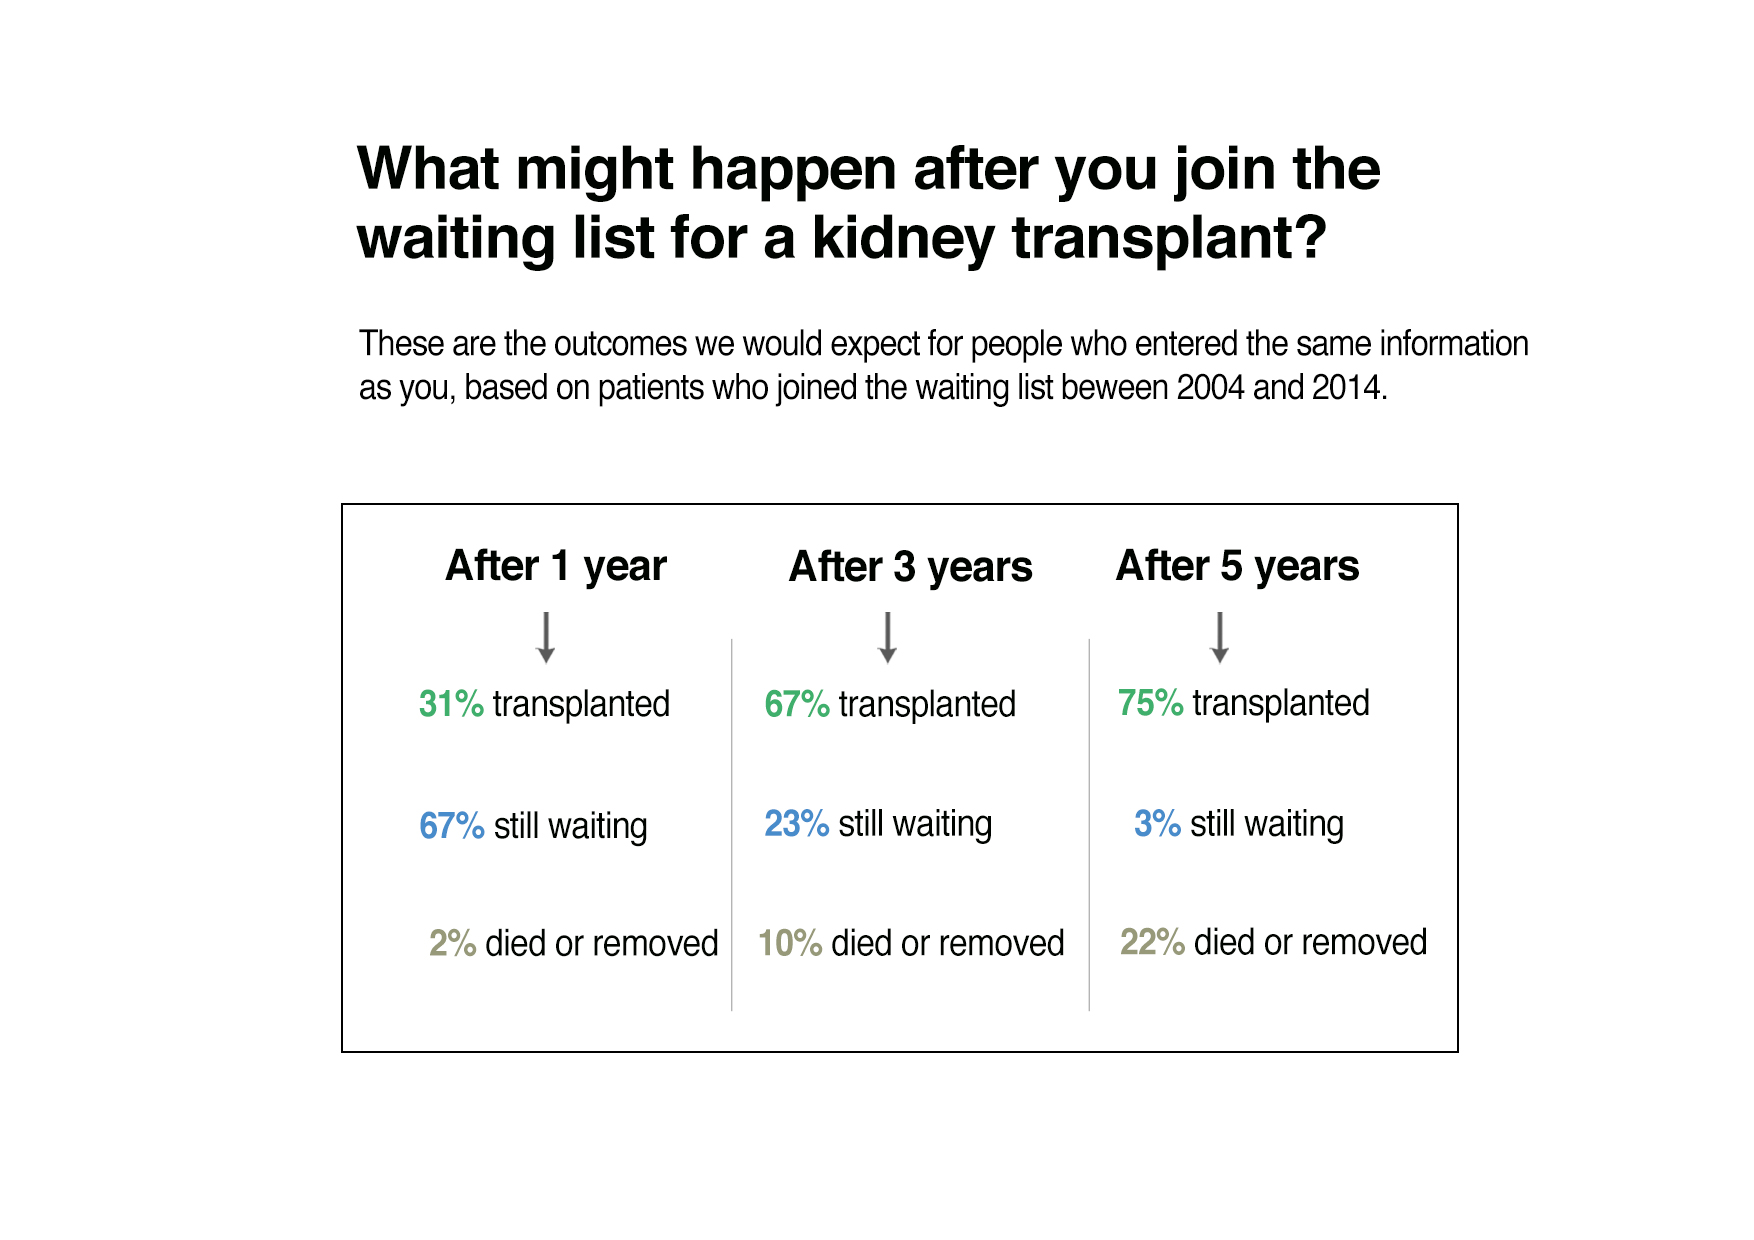 What might happen after you join the
waiting list for a kidney transplant?
These are the outcomes we would expect for people who entered the same information
as you, based on patients who joined the waiting list beween 2004 and 2014.
After 1 year
31% transplanted
67% still waiting
2% died or removed
After 3 years
67% transplanted
23% still waiting
10% died or removed
After 5 years
75% transplanted
3% still waiting
22% died or removed